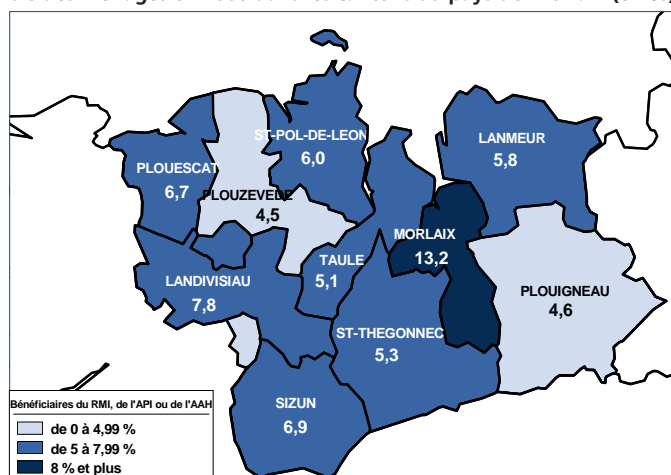 ST-POL-DE-LEON
6,0
LANMEUR
5,8
PLOUESCAT
6,7
PLOUZEVEDE
4,5
MORLAIX
13,2
TAULE
5,1
LANDIVISIAU
7,8
PLOUIGNEAU
4,6
ST-THEGONNEC
5,3
SIZUN
6,9
Bénéficiaires du RMI, de l'API ou de l'AAH
de 0 à 4,99 %
de 5 à 7,99 %
8 % et plus